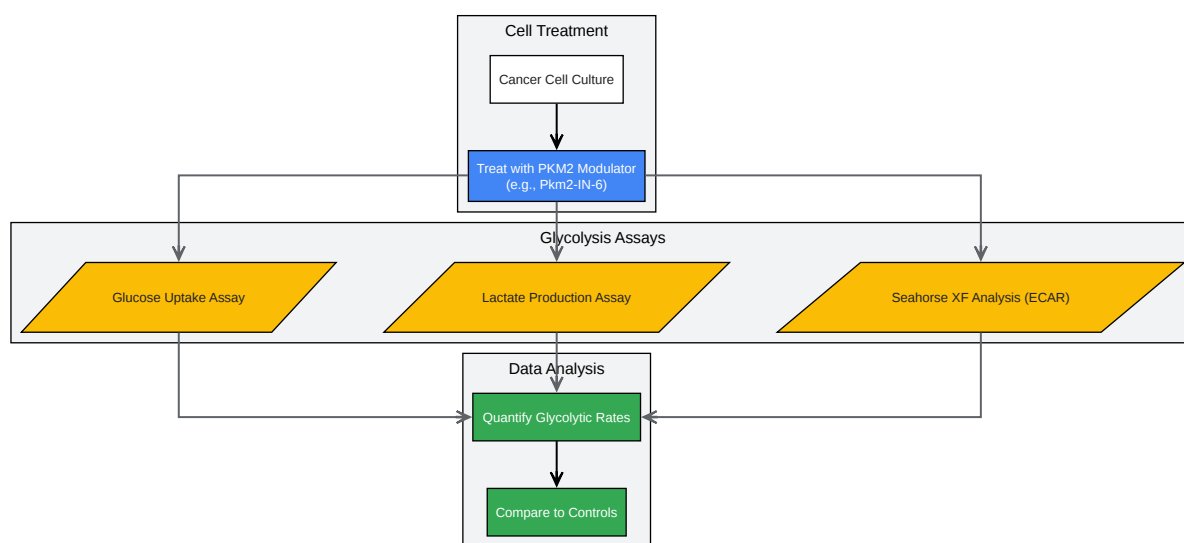 Cell Treatment
Cancer Cell Culture
Treat with PKM2 Modulator
(e.g., Pkm2-IN-6)
Glycolysis Assays
Glucose Uptake Assay
Lactate Production Assay
Seahorse XF Analysis (ECAR)
Data Analysis
Quantify Glycolytic Rates
Compare to Controls